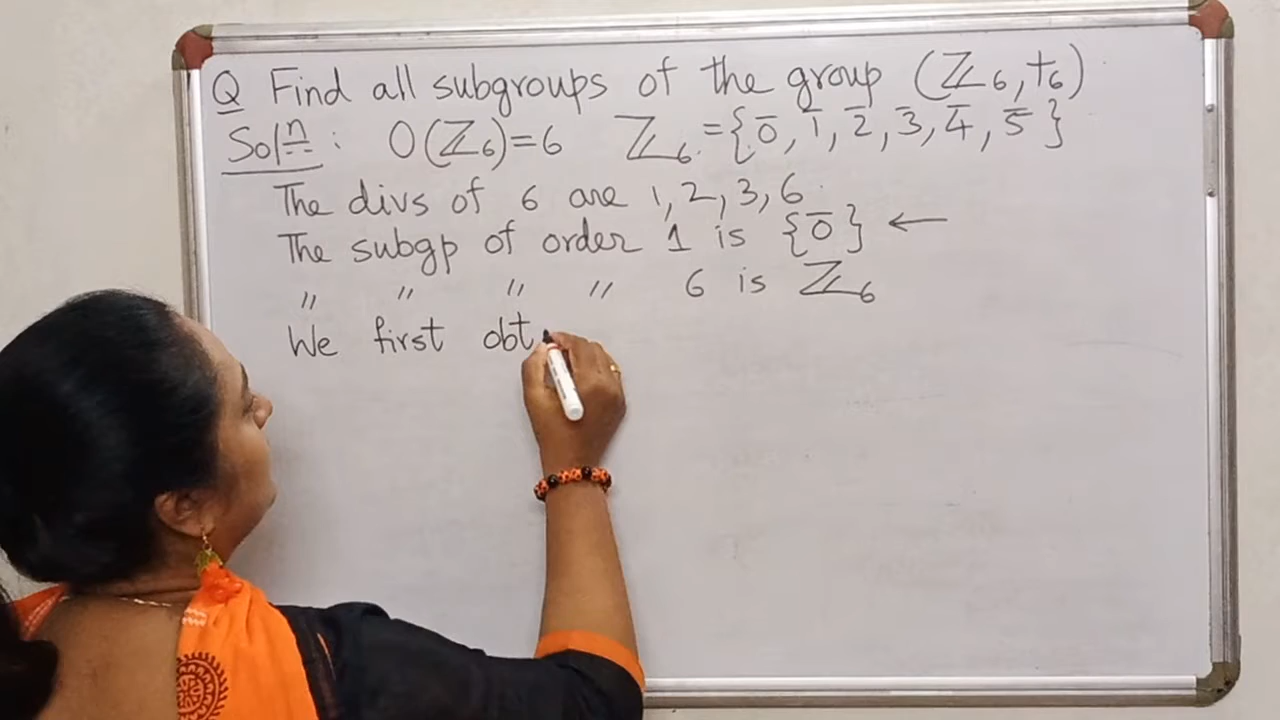 Q Find all subgroups of the group (ℤ₆, +₆)
Solⁿ : O(ℤ₆)=6 ℤ₆ = {0̄, 1̄, 2̄, 3̄, 4̄, 5̄}
The divs of 6 are 1, 2, 3, 6.
The subgp of order 1 is {0̄} ←
" " " " 6 is ℤ₆
We first obt